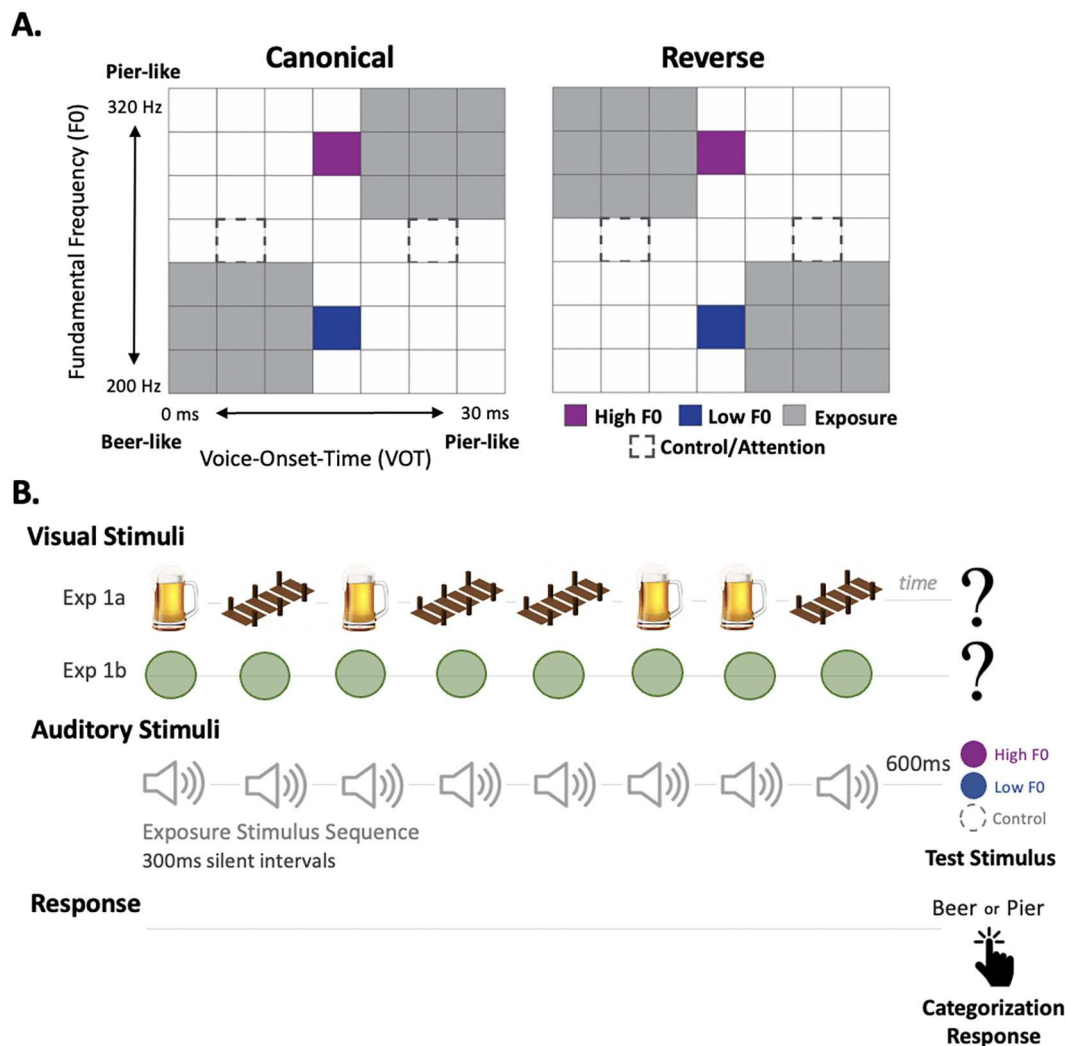 A.
Canonical
Reverse
Pier-like
320 Hz
Fundamental Frequency (F0)
200 Hz
0 ms
30 ms
Beer-like
Pier-like
Voice-Onset-Time (VOT)
High F0
Low F0
Exposure
Control/Attention
B.
Visual Stimuli
Exp 1a
time
?
Exp 1b
?
Auditory Stimuli
600ms
High F0
Low F0
Control
Exposure Stimulus Sequence
300ms silent intervals
Test Stimulus
Response
Beer or Pier
Categorization
Response